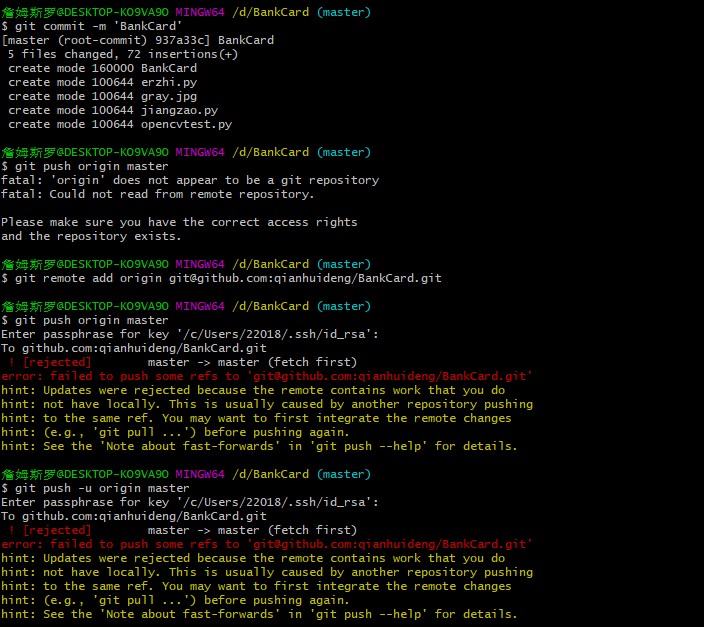 詹姆斯罗@DESKTOP-KO9VA9O MINGW64 /d/BankCard (master)
$ git commit -m 'BankCard'
[master (root-commit) 937a33c] BankCard
5 files changed, 72 insertions(+)
create mode 160000 BankCard
create mode 100644 erzhi.py
create mode 100644 gray.jpg
create mode 100644 jiangzao.py
create mode 100644 opencvtest.py
詹姆斯罗@DESKTOP-KO9VA9O MINGW64 /d/BankCard (master)
$ git push origin master
fatal: 'origin' does not appear to be a git repository
fatal: Could not read from remote repository.
Please make sure you have the correct access rights
and the repository exists.
詹姆斯罗@DESKTOP-KO9VA9O MINGW64 /d/BankCard (master)
$ git remote add origin git@github.com:qianhuideng/BankCard.git
詹姆斯罗@DESKTOP-KO9VA9O MINGW64 /d/BankCard (master)
$ git push origin master
Enter passphrase for key '/c/Users/22018/.ssh/id_rsa':
To github.com:qianhuideng/BankCard.git
! [rejected]        master -> master (fetch first)
error: failed to push some refs to 'git@github.com:qianhuideng/BankCard.git'
hint: Updates were rejected because the remote contains work that you do
hint: not have locally. This is usually caused by another repository pushing
hint: to the same ref. You may want to first integrate the remote changes
hint: (e.g., 'git pull ...') before pushing again.
hint: See the 'Note about fast-forwards' in 'git push --help' for details.
詹姆斯罗@DESKTOP-KO9VA9O MINGW64 /d/BankCard (master)
$ git push -u origin master
Enter passphrase for key '/c/Users/22018/.ssh/id_rsa':
To github.com:qianhuideng/BankCard.git
! [rejected]        master -> master (fetch first)
error: failed to push some refs to 'git@github.com:qianhuideng/BankCard.git'
hint: Updates were rejected because the remote contains work that you do
hint: not have locally. This is usually caused by another repository pushing
hint: to the same ref. You may want to first integrate the remote changes
hint: (e.g., 'git pull ...') before pushing again.
hint: See the 'Note about fast-forwards' in 'git push --help' for details.